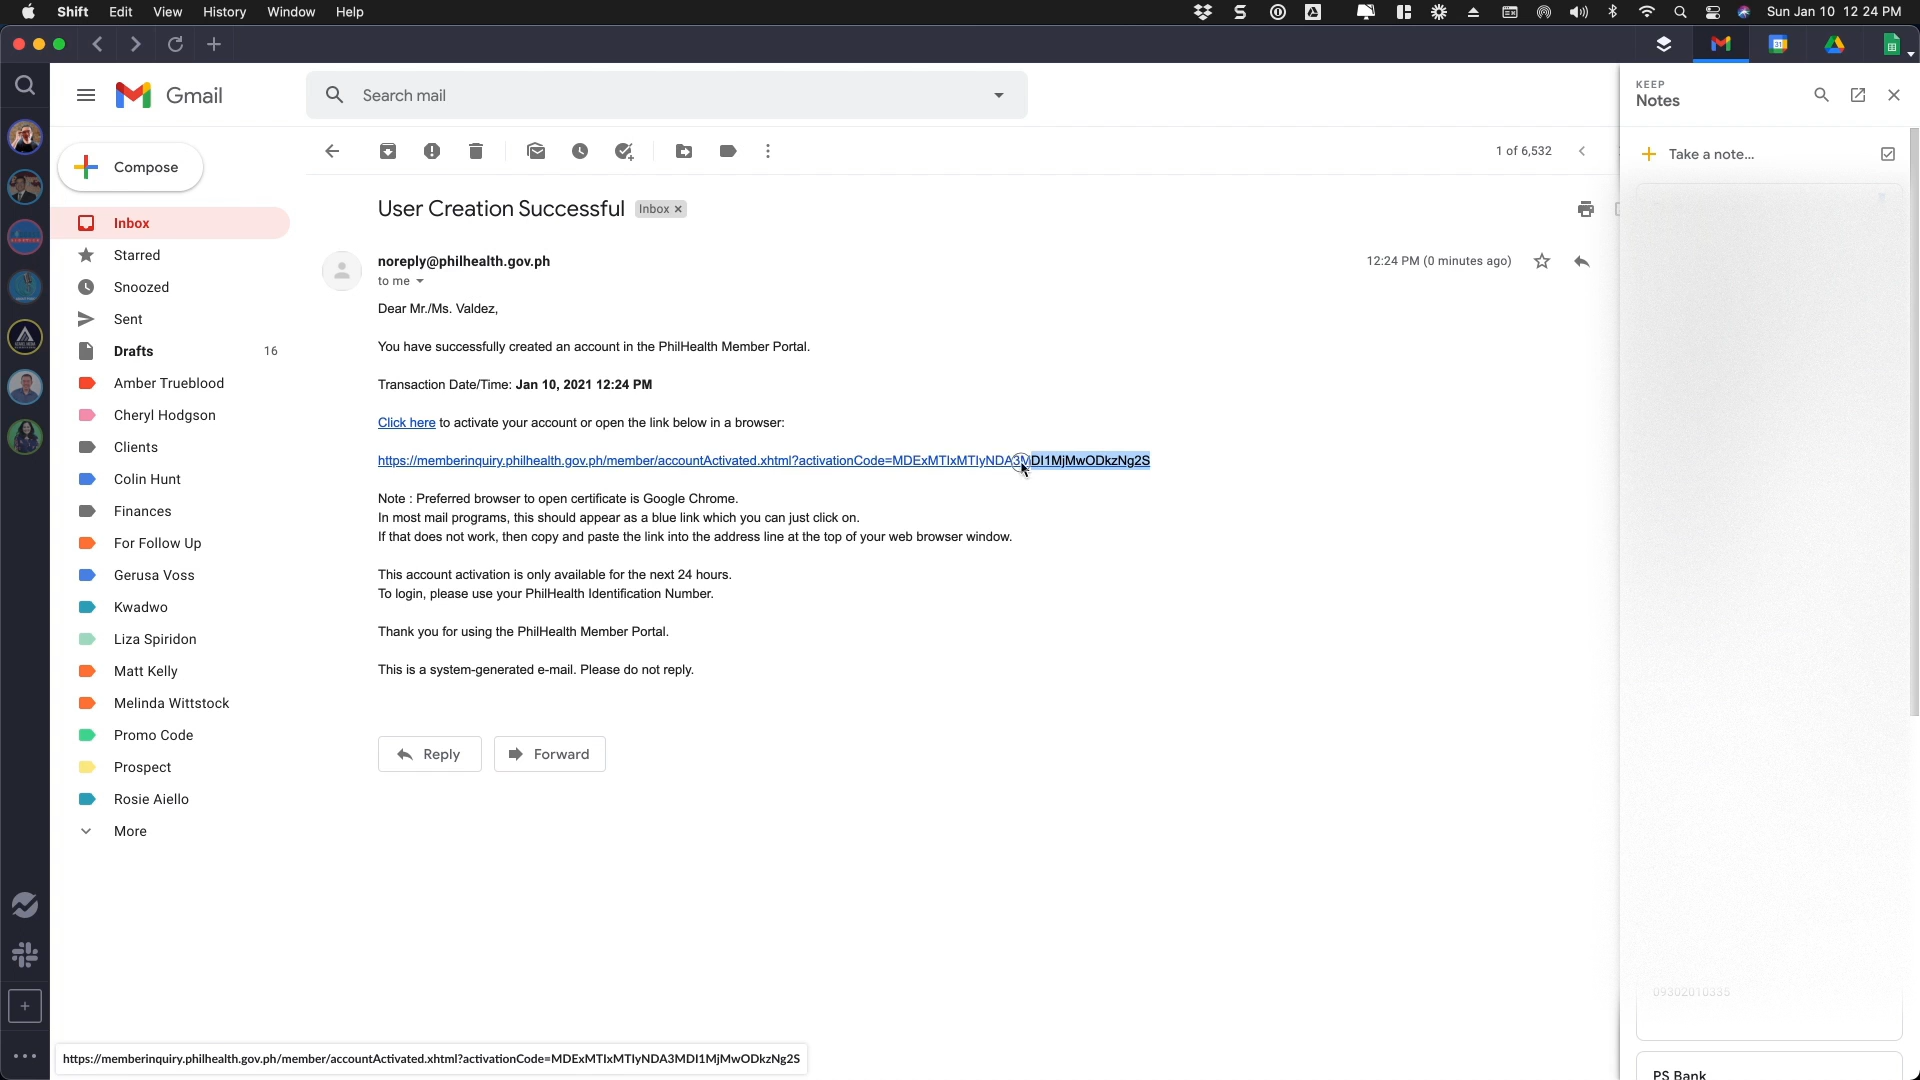 Shift Edit View History Window Help
Sun Jan 10 12 24 PM
Gmail
Search mail
KEEP
Notes
Compose
1 of 6,532
Take a note...
User Creation Successful Inbox ×
Inbox
Starred
Snoozed
Sent
Drafts 16
Amber Trueblood
Cheryl Hodgson
Clients
Colin Hunt
Finances
For Follow Up
Gerusa Voss
Kwadwo
Liza Spiridon
Matt Kelly
Melinda Wittstock
Promo Code
Prospect
Rosie Aiello
More
noreply@philhealth.gov.ph
12:24 PM (0 minutes ago)
to me
Dear Mr./Ms. Valdez,
You have successfully created an account in the PhilHealth Member Portal.
Transaction Date/Time: Jan 10, 2021 12:24 PM
Click here to activate your account or open the link below in a browser:
https://memberinquiry.philhealth.gov.ph/member/accountActivated.xhtml?activationCode=MDExMTIxMTIyNDA3MDI1MjMwODkzNg2S
Note : Preferred browser to open certificate is Google Chrome.
In most mail programs, this should appear as a blue link which you can just click on.
If that does not work, then copy and paste the link into the address line at the top of your web browser window.
This account activation is only available for the next 24 hours.
To login, please use your PhilHealth Identification Number.
Thank you for using the PhilHealth Member Portal.
This is a system-generated e-mail. Please do not reply.
Reply
Forward
09302010335
PS Bank
https://memberinquiry.philhealth.gov.ph/member/accountActivated.xhtml?activationCode=MDExMTIxMTIyNDA3MDI1MjMwODkzNg2S